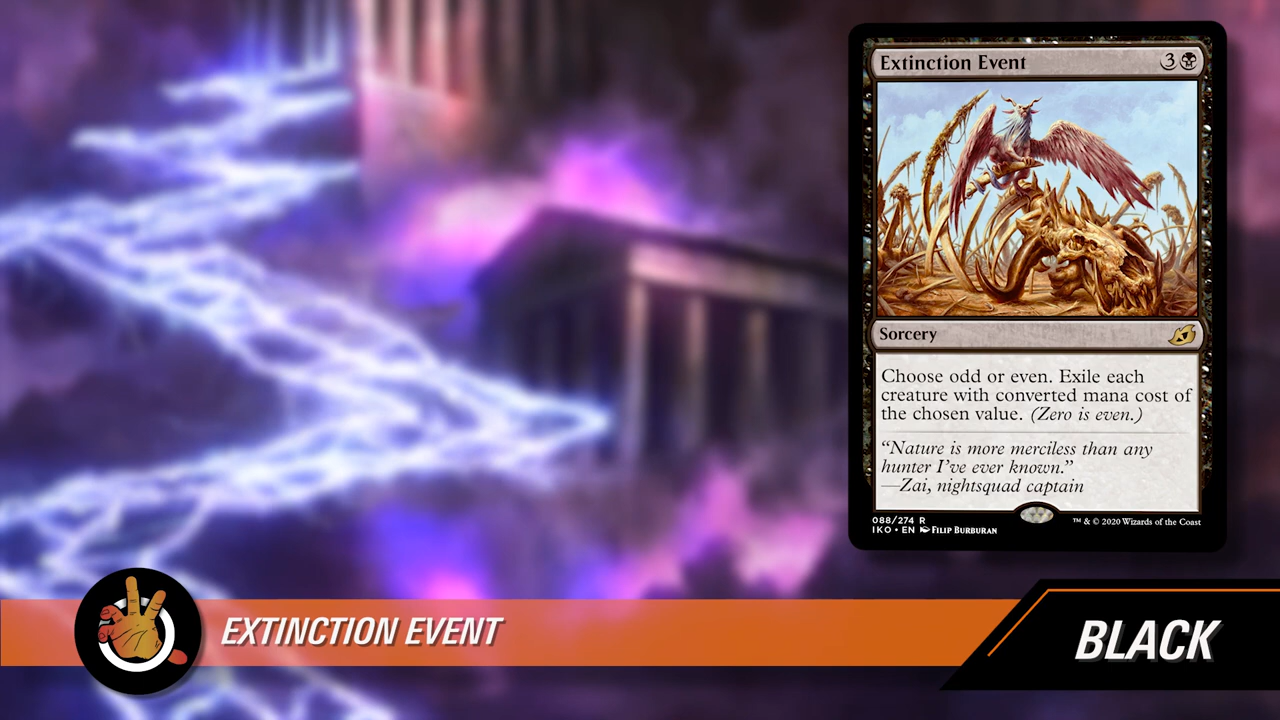 Extinction Event 3
Sorcery
Choose odd or even. Exile each
creature with converted mana cost of
the chosen value. (Zero is even.)
“Nature is more merciless than any
hunter I’ve ever known.”
—Zai, nightsquad captain
088/274 R
IKO • EN Filip Burburan
™ & © 2020 Wizards of the Coast
EXTINCTION EVENT
BLACK